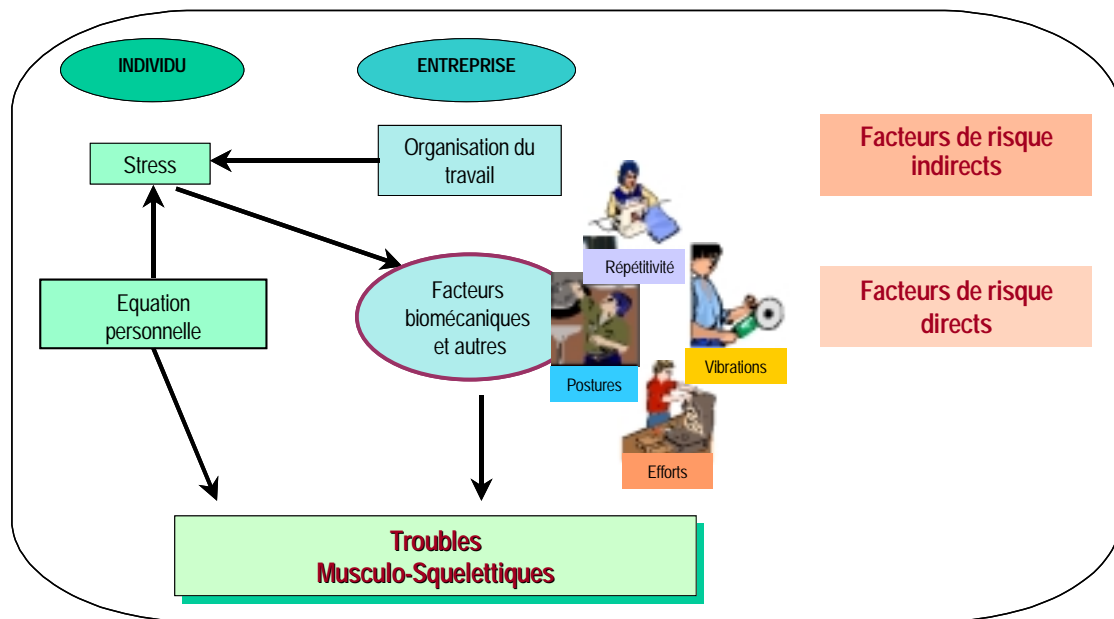 INDIVIDU
ENTREPRISE
Stress
Organisation du
travail
Facteurs de risque
indirects
Répétitivité
Equation
personnelle
Facteurs
biomécaniques
et autres
Facteurs de risque
directs
Vibrations
Postures
Efforts
Troubles
Musculo-Squelettiques